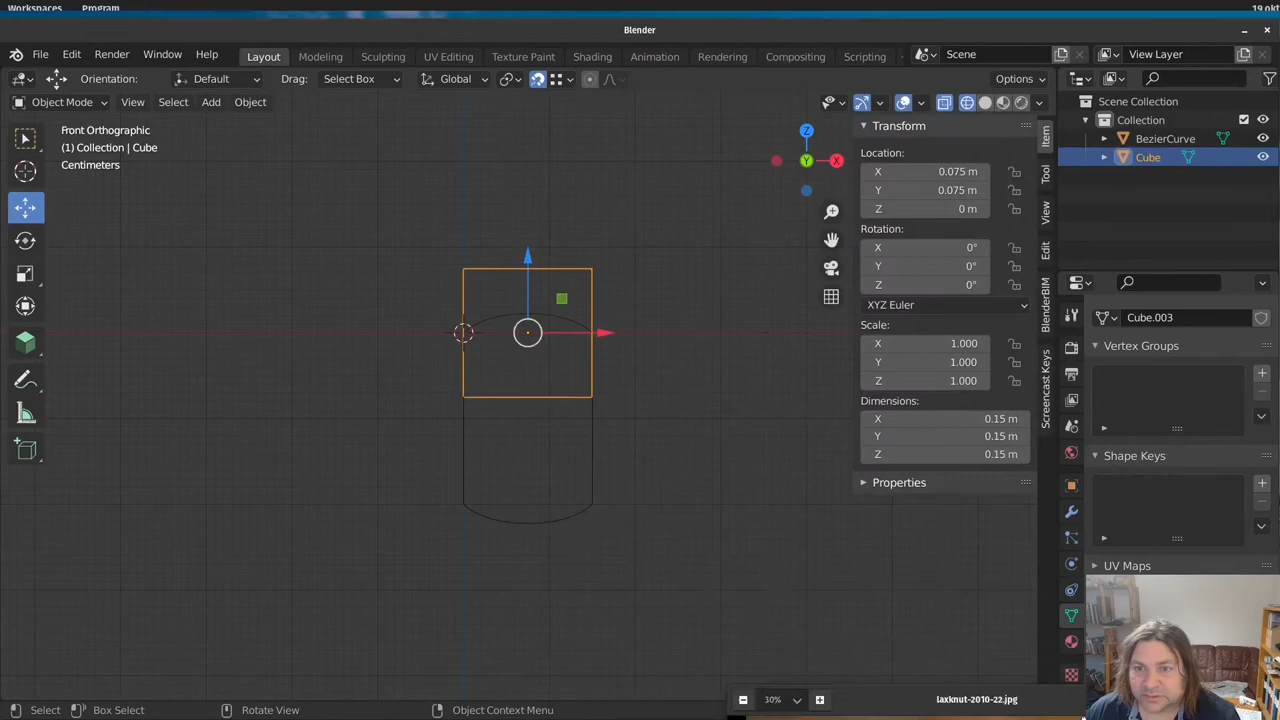 Workspaces Program 19 okt
Blender
File Edit Render Window Help Layout Modeling Sculpting UV Editing Texture Paint Shading Animation Rendering Compositing Scripting Scene View Layer
Orientation: Default Drag: Select Box Global Options
Object Mode View Select Add Object
Front Orthographic
(1) Collection | Cube
Centimeters
Z
Y
X
Transform
Location:
X 0.075 m
Y 0.075 m
Z 0 m
Rotation:
X 0°
Y 0°
Z 0°
XYZ Euler
Scale:
X 1.000
Y 1.000
Z 1.000
Dimensions:
X 0.15 m
Y 0.15 m
Z 0.15 m
Properties
Item
Tool
View
Edit
BlenderBIM
Screencast Keys
Scene Collection
Collection
BezierCurve
Cube
Cube.003
Vertex Groups
Shape Keys
UV Maps
30% laxknut-2010-22.jpg
Select Box Select Rotate View Object Context Menu